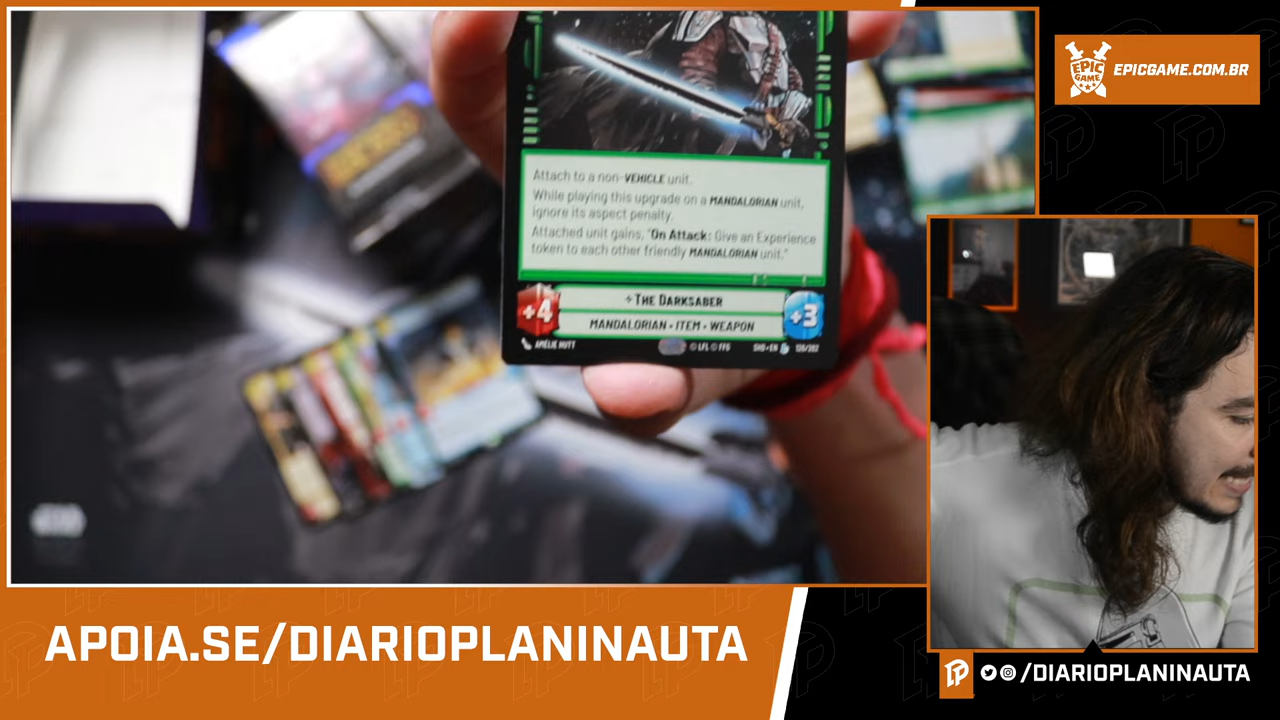 Attach to a non-VEHICLE unit.
While playing this upgrade on a MANDALORIAN unit,
ignore its aspect penalty.
Attached unit gains, "On Attack: Give an Experience
token to each other friendly MANDALORIAN unit."
+4
THE DARKSABER
+3
MANDALORIAN • ITEM • WEAPON
AMÉLIE HUTT
© LFL © FFG
SHD • EN
EPIC
GAME
EPICGAME.COM.BR
APOIA.SE/DIARIOPLANINAUTA
/DIARIOPLANINAUTA